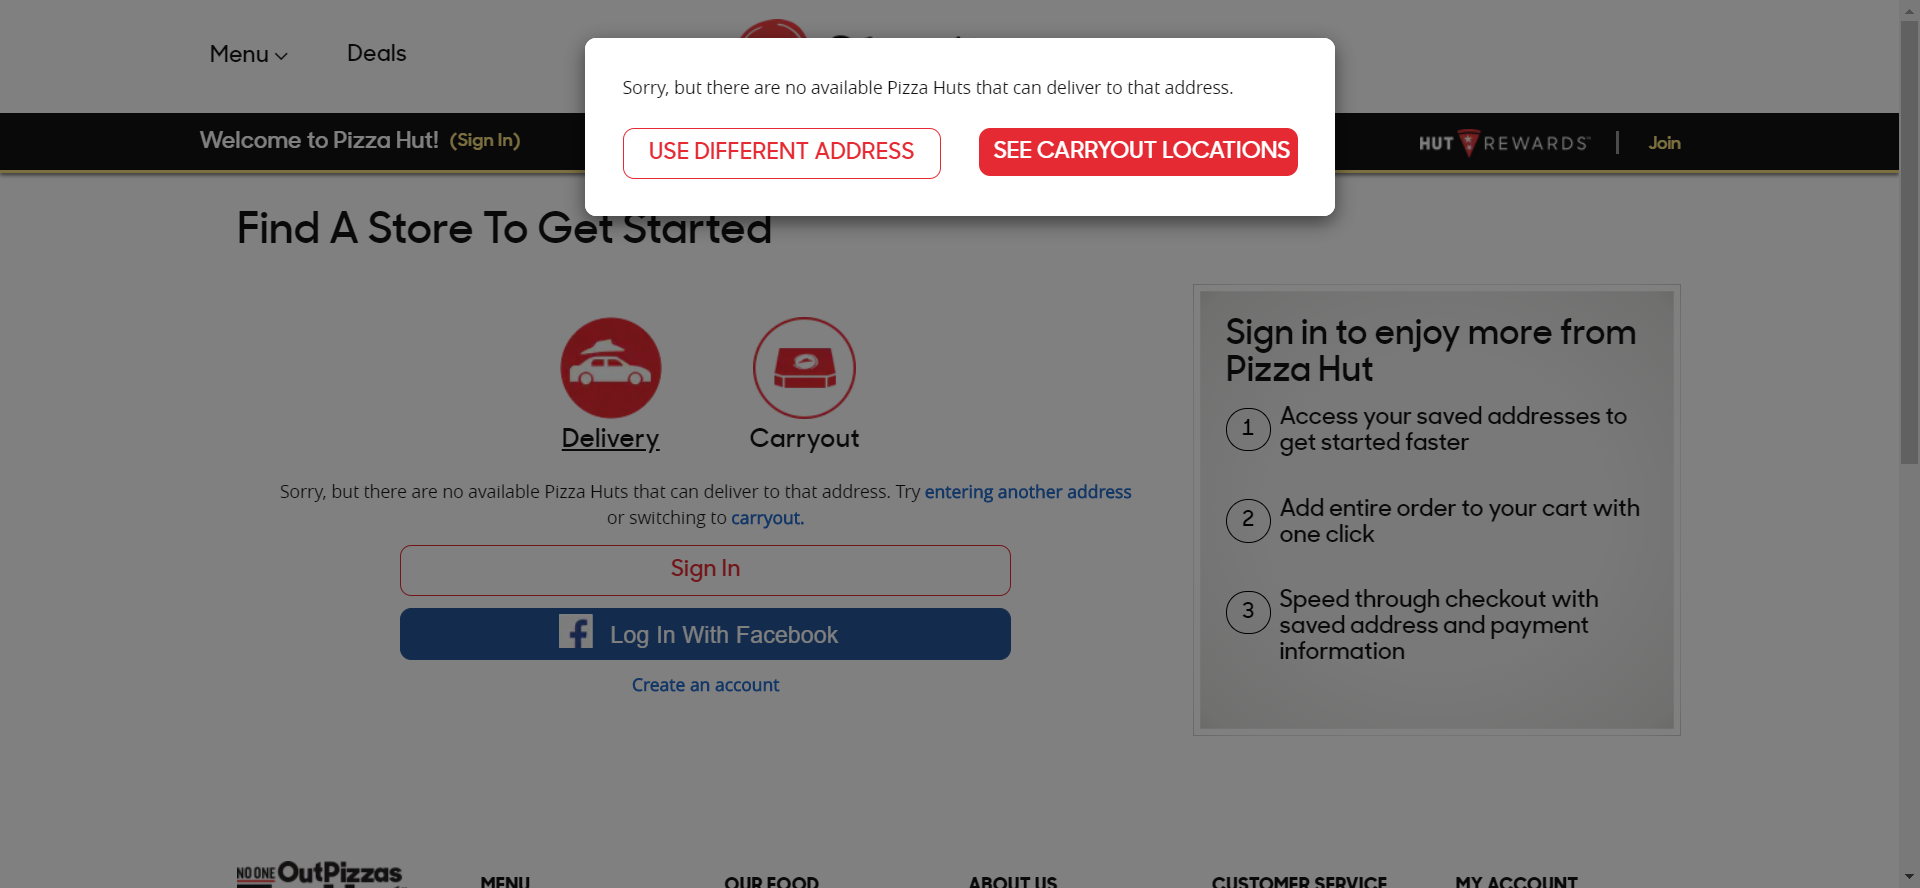 Menu
Deals
Sorry, but there are no available Pizza Huts that can deliver to that address.
USE DIFFERENT ADDRESS
SEE CARRYOUT LOCATIONS
Welcome to Pizza Hut! (Sign In)
HUT REWARDS
Join
Find A Store To Get Started
Delivery
Carryout
Sorry, but there are no available Pizza Huts that can deliver to that address. Try entering another address
or switching to carryout.
Sign In
Log In With Facebook
Create an account
Sign in to enjoy more from
Pizza Hut
1 Access your saved addresses to
get started faster
2 Add entire order to your cart with
one click
3 Speed through checkout with
saved address and payment
information
NO ONE OutPizzas
MENU
OUR FOOD
ABOUT US
CUSTOMER SERVICE
MY ACCOUNT